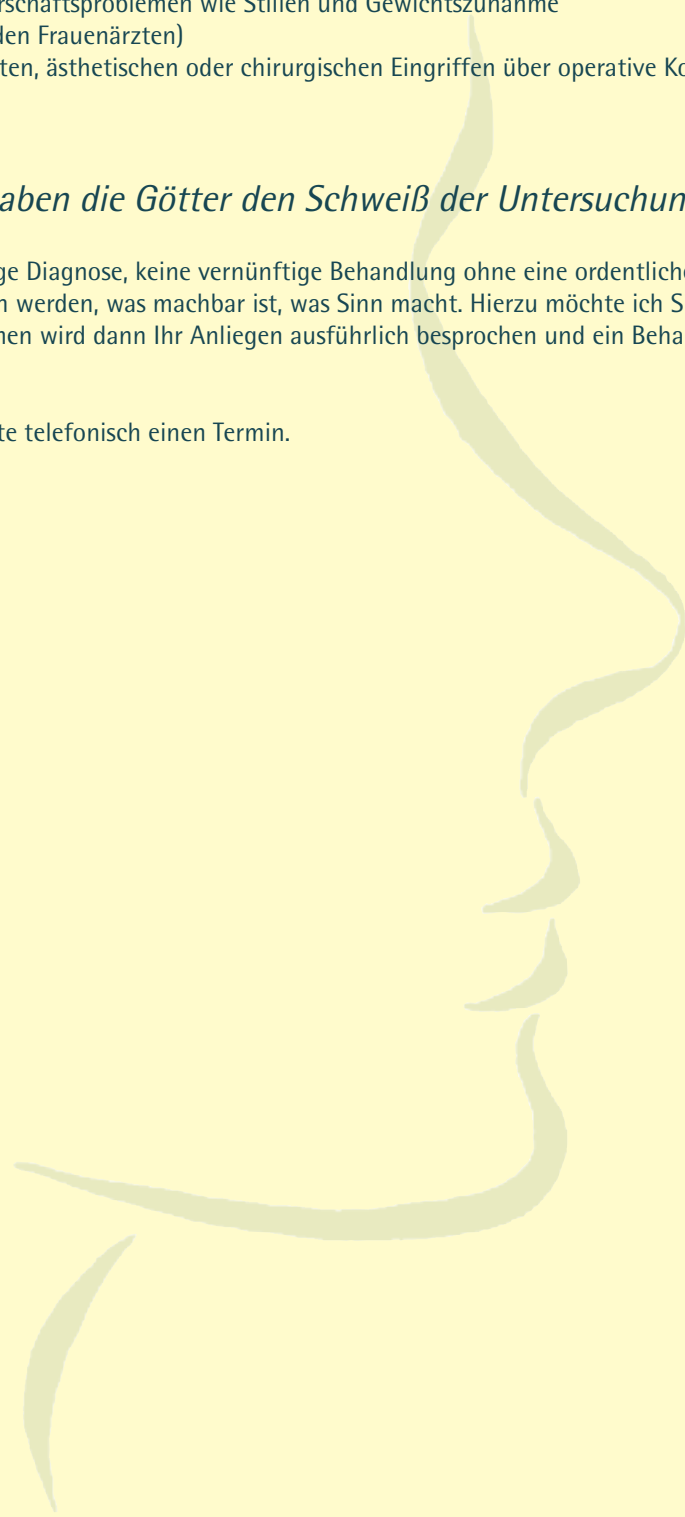 rschaftsproblemen wie Stillen und Gewichtszunahme
den Frauenärzten)
ten, ästhetischen oder chirurgischen Eingriffen über operative Ko
aben die Götter den Schweiß der Untersuchun
ge Diagnose, keine vernünftige Behandlung ohne eine ordentliche
n werden, was machbar ist, was Sinn macht. Hierzu möchte ich S
nen wird dann Ihr Anliegen ausführlich besprochen und ein Beha
te telefonisch einen Termin.